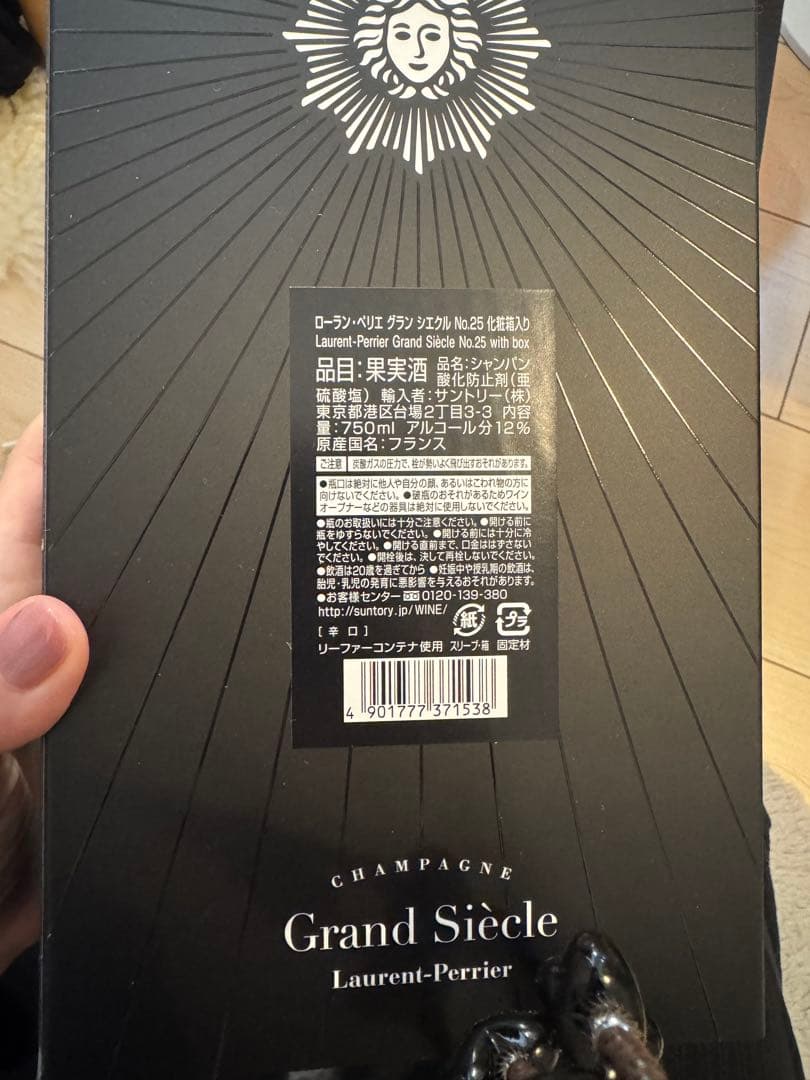 ローラン・ペリエ グラン シエクル No.25 化粧箱入り
Laurent-Perrier Grand Siècle No.25 with box
品目：果実酒 品名：シャンパン
酸化防止剤（亜
硫酸塩） 輸入者：サントリー（株）
東京都港区台場2丁目3-3 内容
量：750ml アルコール分12％
原産国名：フランス
ご注意 炭酸ガスの圧力で、栓が勢いよく飛び出すおそれがあります。
●瓶口は絶対に他人や自分の顔、あるいはこわれ物の方に
向けないでください。●破瓶のおそれがあるためワイン
オープナーなどの器具は絶対に使用しないでください。
●瓶のお取扱いには十分ご注意ください。●開ける前に
瓶をゆすらないでください。●開ける前には十分に冷
やしてください。●開ける直前まで、口金ははずさない
でください。●開栓後は、決して再栓しないでください。
●飲酒は20歳を過ぎてから ●妊娠中や授乳期の飲酒は、
胎児・乳児の発育に悪影響を与えるおそれがあります。
●お客様センター 0120-139-380
http://suntory.jp/WINE/ 紙 プラ
［辛口］
リーファーコンテナ使用 スリーブ・箱 固定材
4 901777 371538
CHAMPAGNE
Grand Siècle
Laurent-Perrier